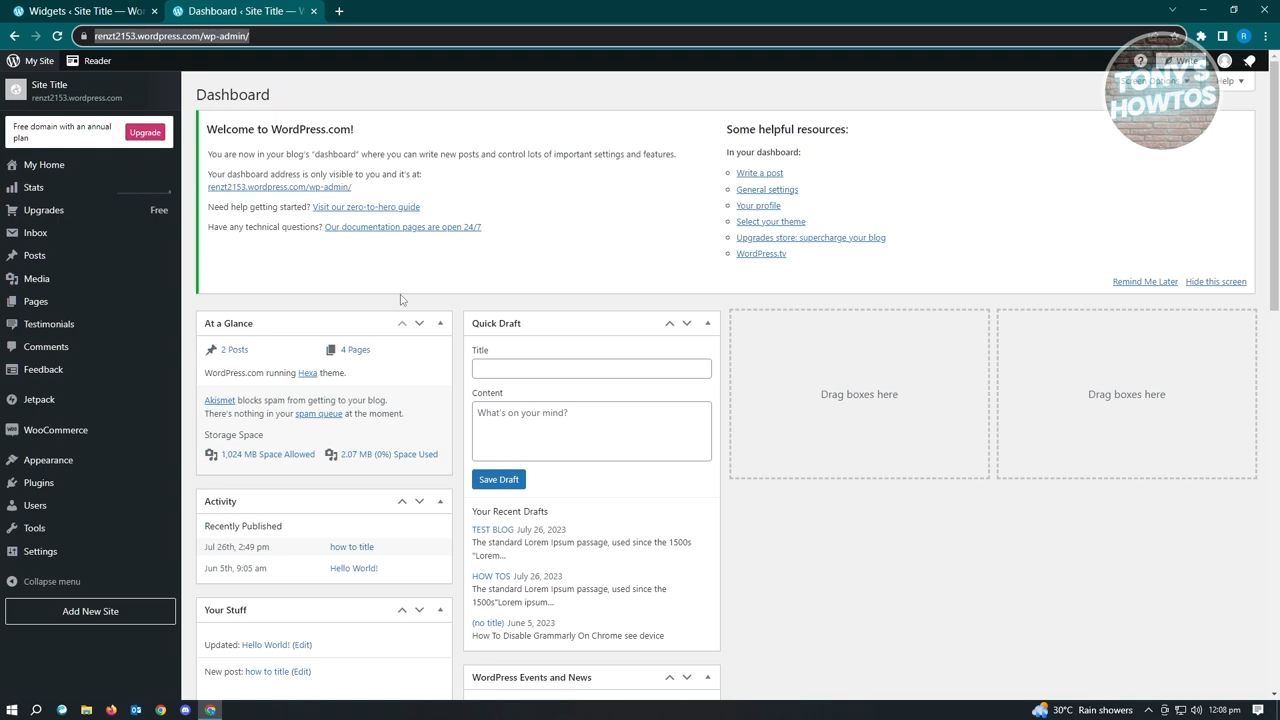 Widgets ‹ Site Title — Wo
Dashboard ‹ Site Title — W
renzt2153.wordpress.com/wp-admin/
R
My Site
Reader
Write
Site Title
renzt2153.wordpress.com
Screen Options
Help
TONY'S
HOWTOS
Free domain with an annual
plan
Upgrade
My Home
Stats
Upgrades
Free
Inbox
Posts
Media
Pages
Testimonials
Comments
Feedback
Jetpack
WooCommerce
Appearance
Plugins
Users
Tools
Settings
Collapse menu
Add New Site
Dashboard
Welcome to WordPress.com!
You are now in your blog's "dashboard" where you can write new posts and control lots of important settings and features.
Your dashboard address is only visible to you and it's at:
renzt2153.wordpress.com/wp-admin/
Need help getting started? Visit our zero-to-hero guide
Have any technical questions? Our documentation pages are open 24/7
Some helpful resources:
In your dashboard:
Write a post
General settings
Your profile
Select your theme
Upgrades store: supercharge your blog
WordPress.tv
Remind Me Later
Hide this screen
At a Glance
2 Posts
4 Pages
WordPress.com running Hexa theme.
Akismet blocks spam from getting to your blog.
There's nothing in your spam queue at the moment.
Storage Space
1,024 MB Space Allowed
2.07 MB (0%) Space Used
Activity
Recently Published
Jul 26th, 2:49 pm
how to title
Jun 5th, 9:05 am
Hello World!
Your Stuff
Updated: Hello World! (Edit)
New post: how to title (Edit)
Quick Draft
Title
Content
What's on your mind?
Save Draft
Your Recent Drafts
TEST BLOG July 26, 2023
The standard Lorem Ipsum passage, used since the 1500s
"Lorem...
HOW TOS July 26, 2023
The standard Lorem Ipsum passage, used since the
1500s"Lorem ipsum...
(no title) June 5, 2023
How To Disable Grammarly On Chrome see device
WordPress Events and News
Drag boxes here
Drag boxes here
30°C Rain showers
12:08 pm